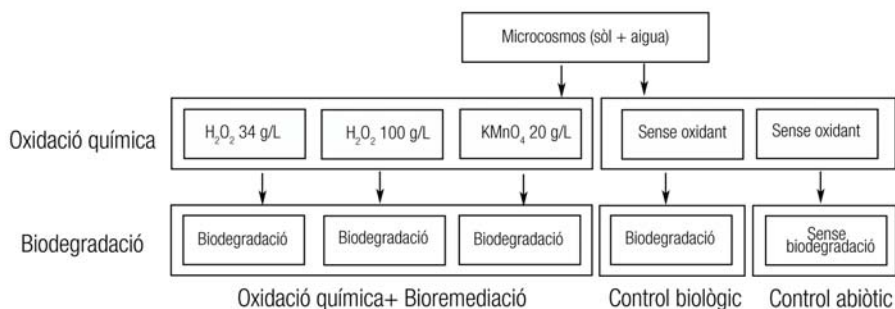 Microcosmos (sòl + aigua)
Oxidació química
H2O2 34 g/L
H2O2 100 g/L
KMnO4 20 g/L
Sense oxidant
Sense oxidant
Biodegradació
Biodegradació
Biodegradació
Biodegradació
Biodegradació
Sense
biodegradació
Oxidació química+ Bioremediació
Control biològic
Control abiòtic